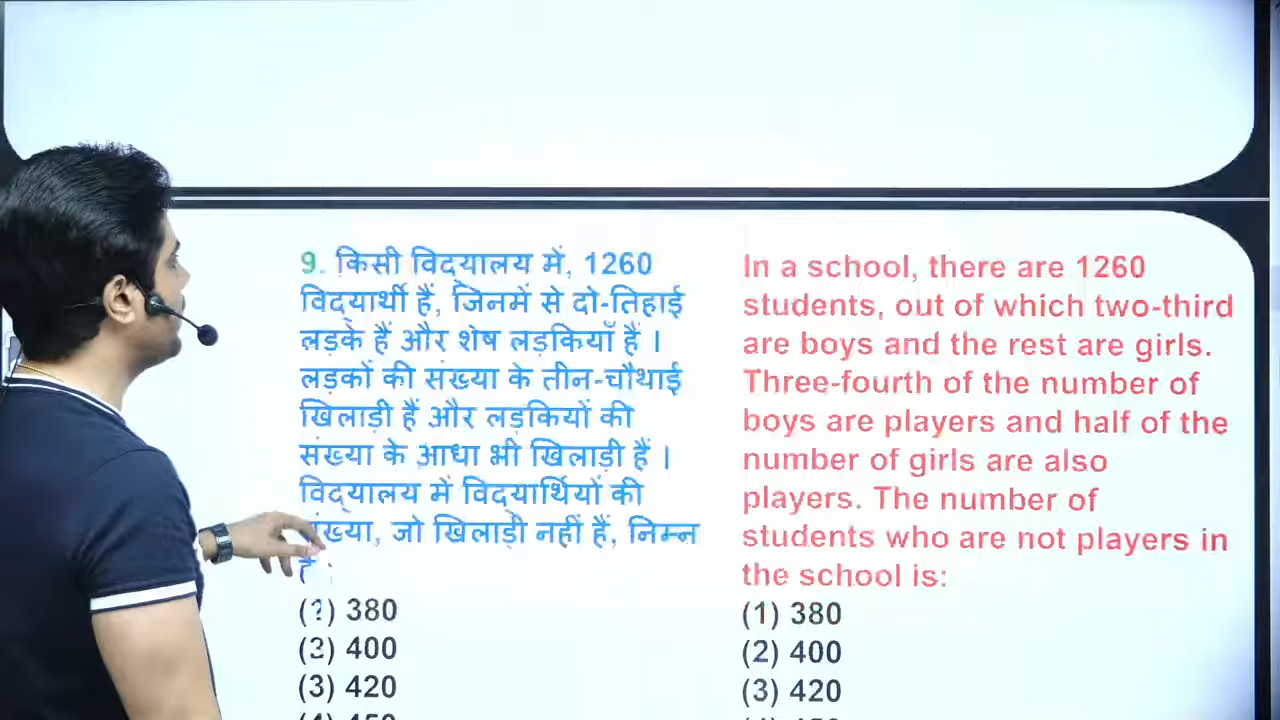 9. किसी विद्यालय में, 1260
विद्यार्थी हैं, जिनमें से दो-तिहाई
लड़के हैं और शेष लड़कियाँ हैं ।
लड़कों की संख्या के तीन-चौथाई
खिलाड़ी हैं और लड़कियों की
संख्या के आधा भी खिलाड़ी हैं ।
विद्यालय में विद्यार्थियों की
संख्या, जो खिलाड़ी नहीं हैं, निम्न
380
400
(3) 420
In a school, there are 1260
students, out of which two-third
are boys and the rest are girls.
Three-fourth of the number of
boys are players and half of the
number of girls are also
players. The number of
students who are not players in
the school is:
(1) 380
(2) 400
(3) 420